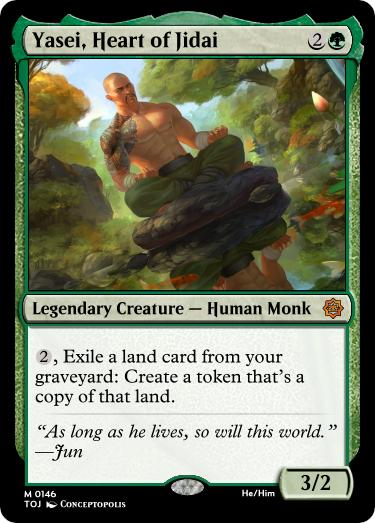 Yasei, Heart of Jidai 2
Legendary Creature — Human Monk
2, Exile a land card from your
graveyard: Create a token that's a
copy of that land.
“As long as he lives, so will this world.”
—Jun
3/2
M 0146
He/Him
TOJ Conceptopolis